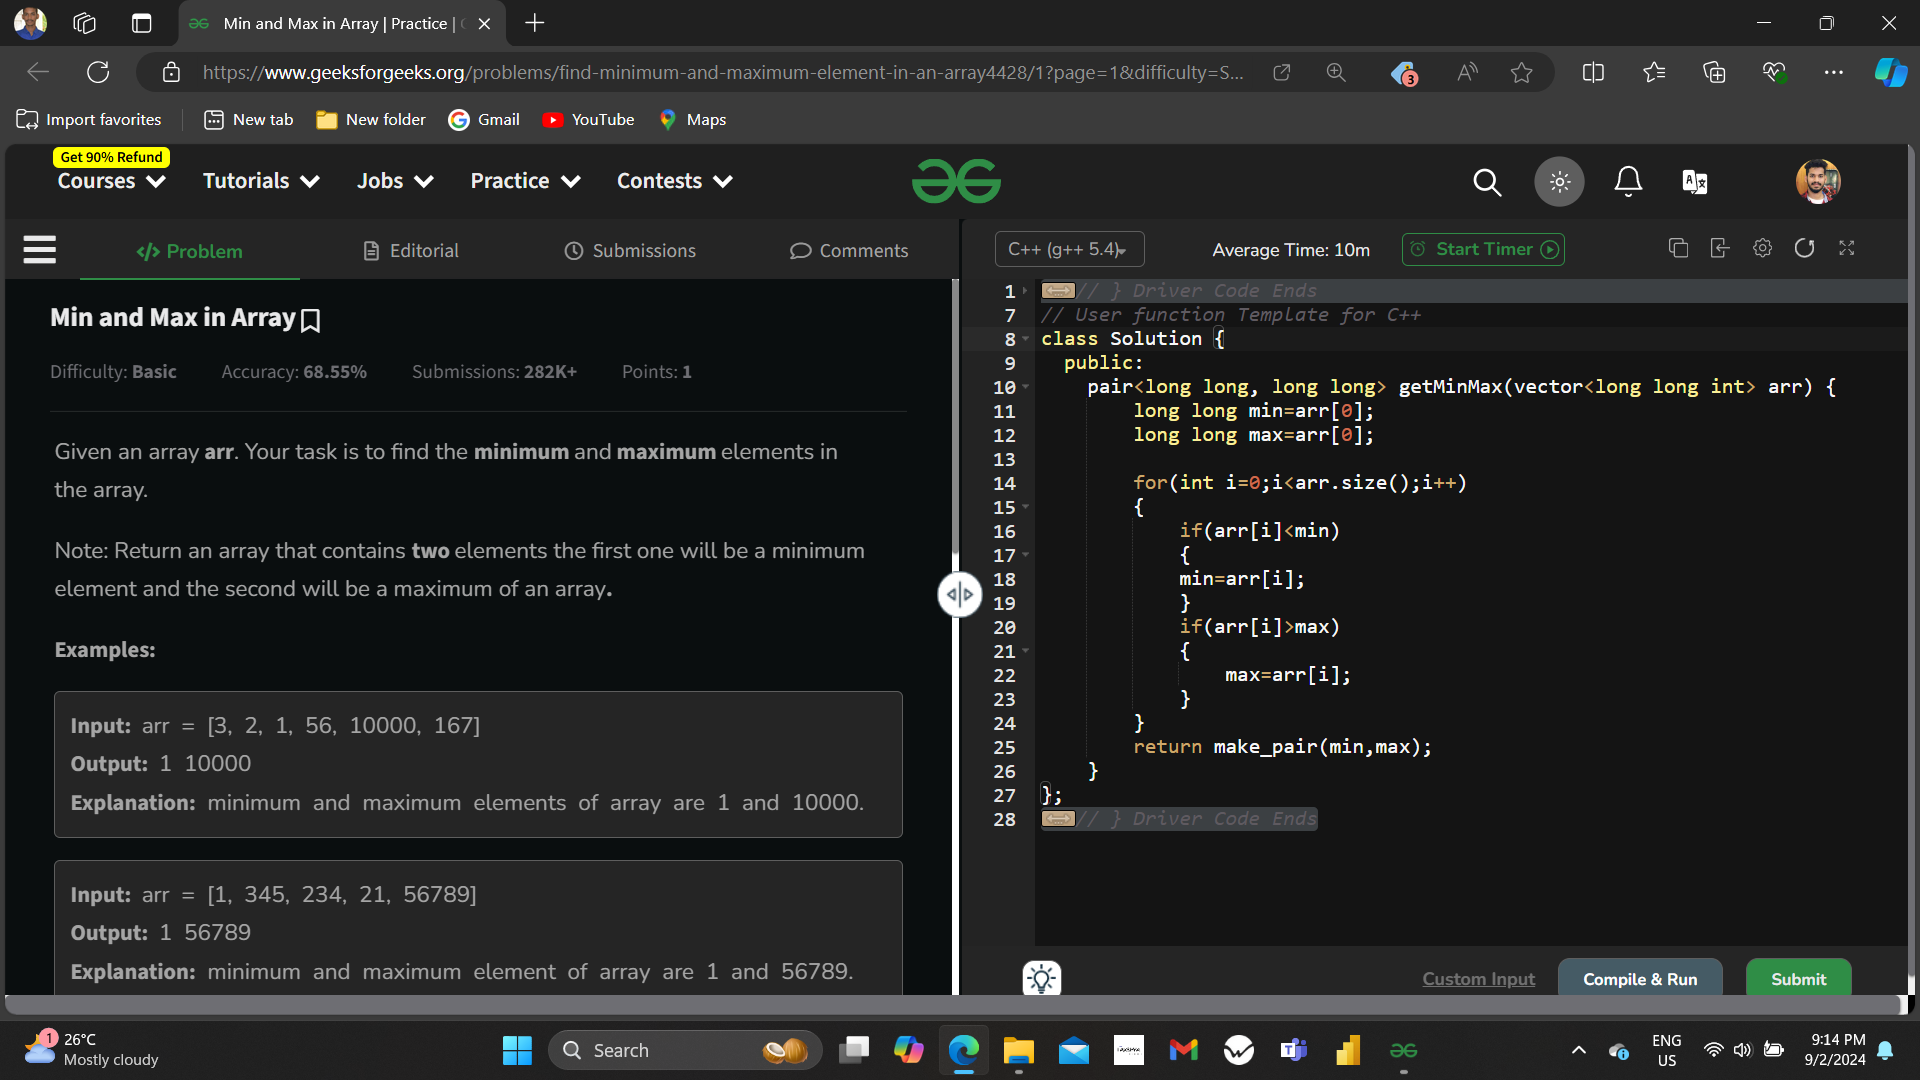 Min and Max in Array | Practice |
https://www.geeksforgeeks.org/problems/find-minimum-and-maximum-element-in-an-array4428/1?page=1&difficulty=S...
3
Import favorites
New tab
New folder
Gmail
YouTube
Maps
Get 90% Refund
Courses
Tutorials
Jobs
Practice
Contests
</> Problem
Editorial
Submissions
Comments
Min and Max in Array
Difficulty: Basic
Accuracy: 68.55%
Submissions: 282K+
Points: 1
Given an array arr. Your task is to find the minimum and maximum elements in
the array.
Note: Return an array that contains two elements the first one will be a minimum
element and the second will be a maximum of an array.
Examples:
Input: arr = [3, 2, 1, 56, 10000, 167]
Output: 1 10000
Explanation: minimum and maximum elements of array are 1 and 10000.
Input: arr = [1, 345, 234, 21, 56789]
Output: 1 56789
Explanation: minimum and maximum element of array are 1 and 56789.
C++ (g++ 5.4)
Average Time: 10m
Start Timer
1 // } Driver Code Ends
7 // User function Template for C++
8 class Solution {
9 public:
10 pair<long long, long long> getMinMax(vector<long long int> arr) {
11 long long min=arr[0];
12 long long max=arr[0];
13
14 for(int i=0;i<arr.size();i++)
15 {
16 if(arr[i]<min)
17 {
18 min=arr[i];
19 }
20 if(arr[i]>max)
21 {
22 max=arr[i];
23 }
24 }
25 return make_pair(min,max);
26 }
27 };
28 // } Driver Code Ends
Custom Input
Compile & Run
Submit
1
26°C
Mostly cloudy
Search
ENG
US
9:14 PM
9/2/2024